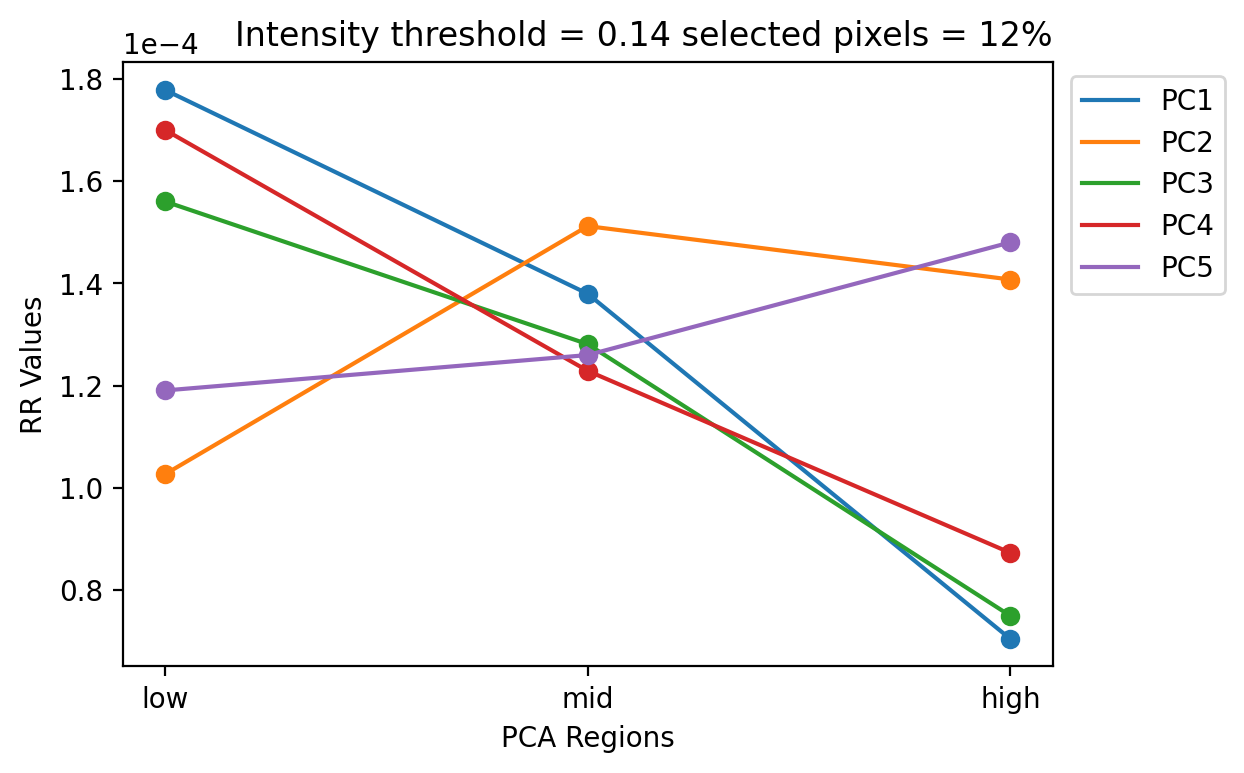 Intensity threshold = 0.14 selected pixels = 12%
1e−4
1.8
1.6
1.4
1.2
1.0
0.8
RR Values
low
mid
high
PCA Regions
PC1
PC2
PC3
PC4
PC5